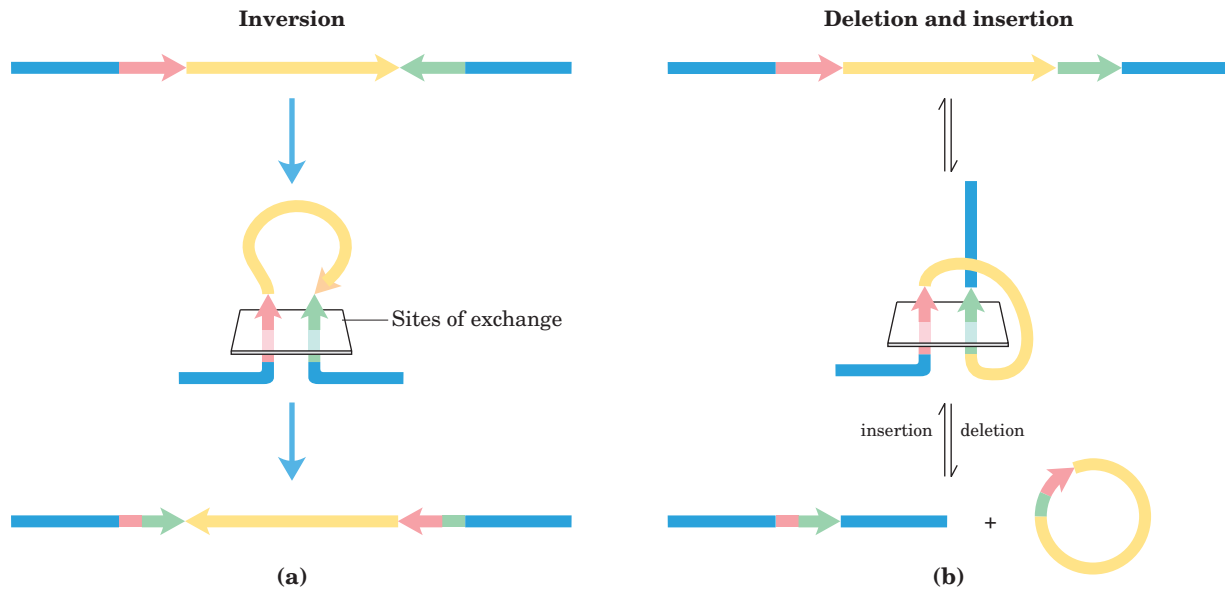 Inversion
Deletion and insertion
Sites of exchange
insertion
deletion
+
(a)
(b)